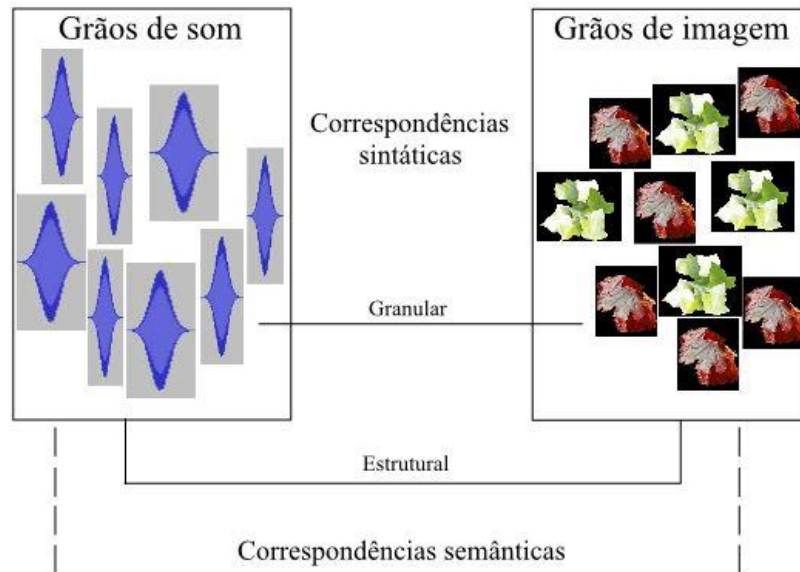 Grãos de som
Grãos de imagem
Correspondências
sintáticas
Granular
Estrutural
Correspondências semânticas